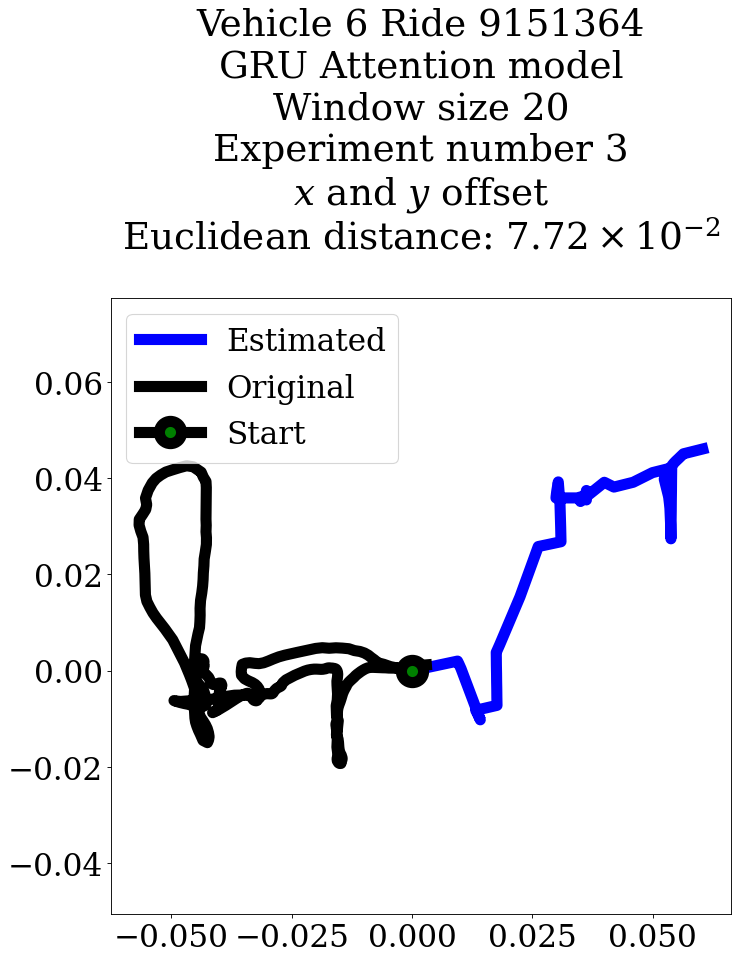 Vehicle 6 Ride 9151364
GRU Attention model
Window size 20
Experiment number 3
x and y offset
Euclidean distance: 7.72 × 10⁻²
Estimated
Original
Start
0.06
0.04
0.02
0.00
−0.02
−0.04
−0.050 −0.025 0.000 0.025 0.050